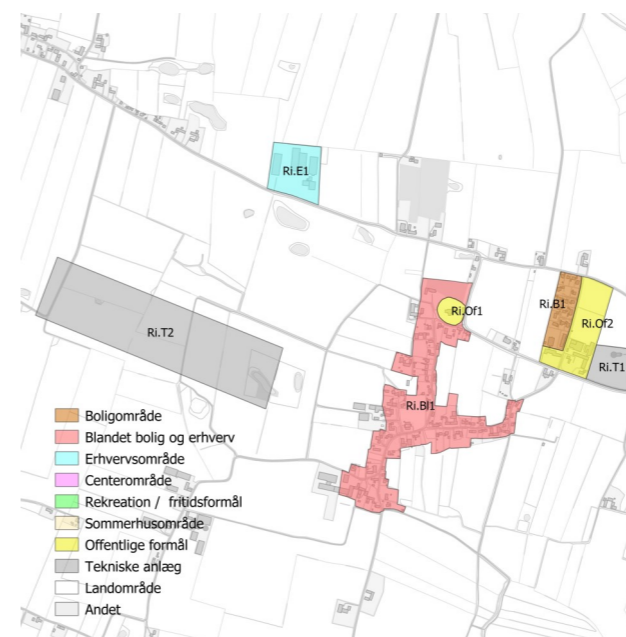 Ri.E1
Ri.B1
Ri.Of1
Ri.Of2
Ri.T2
Ri.T1
Ri.Bl1
Boligområde
Blandet bolig og erhverv
Erhvervsområde
Centerområde
Rekreation / fritidsformål
Sommerhusområde
Offentlige formål
Tekniske anlæg
Landområde
Andet